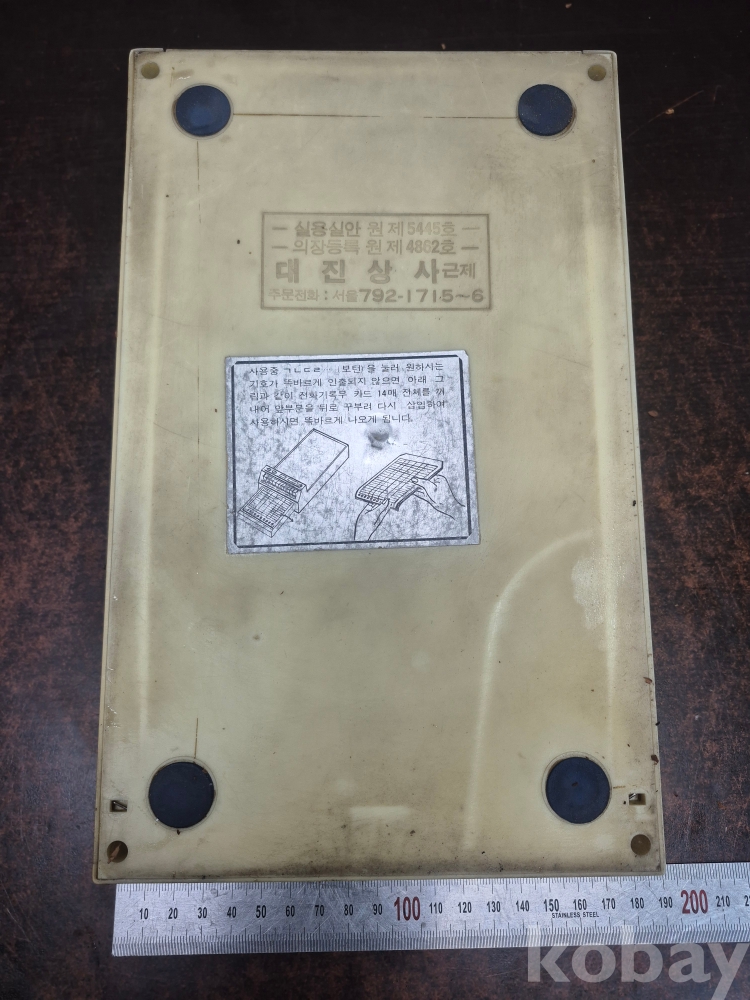 — 실용실안 원 제 5445호 —
— 의장등록 원 제 4862호 —
대 진 상 사 근제
주문전화 : 서울 792-1715~6
사용중 ㄱㄴㄷㄹ… (보턴)을 눌러 원하시는
기호가 똑바르게 인출되지 않으면 아래 그
림과 같이 전화기록부 카드 14매 전체를 꺼
내어 앞부분을 뒤로 꾸부려 다시 삽입하여
사용하시면 똑바르게 나오게 됩니다.
10 20 30 40 50 60 70 80 90 100 110 120 130 140 150 160 170 180 190 200 210
STAINLESS STEEL
kobay